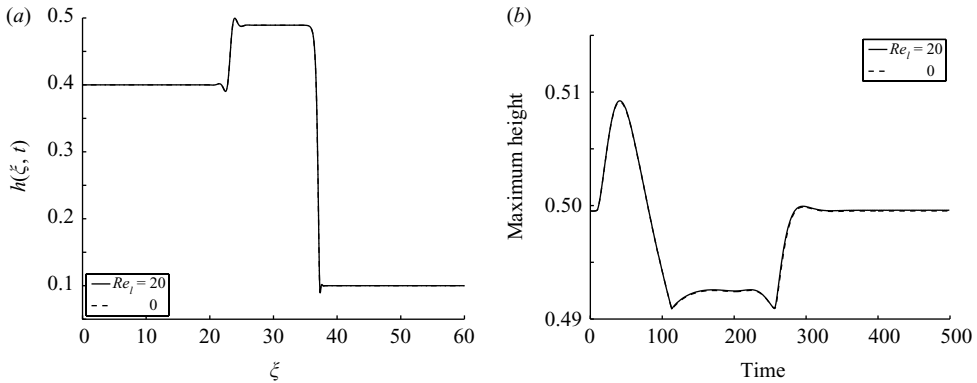 (a)
0.5
0.4
0.3
0.2
0.1
h(ξ, t)
Re_l = 20
0
0 10 20 30 40 50 60
ξ
(b)
0.51
0.50
0.49
Maximum height
Re_l = 20
0
0 100 200 300 400 500
Time